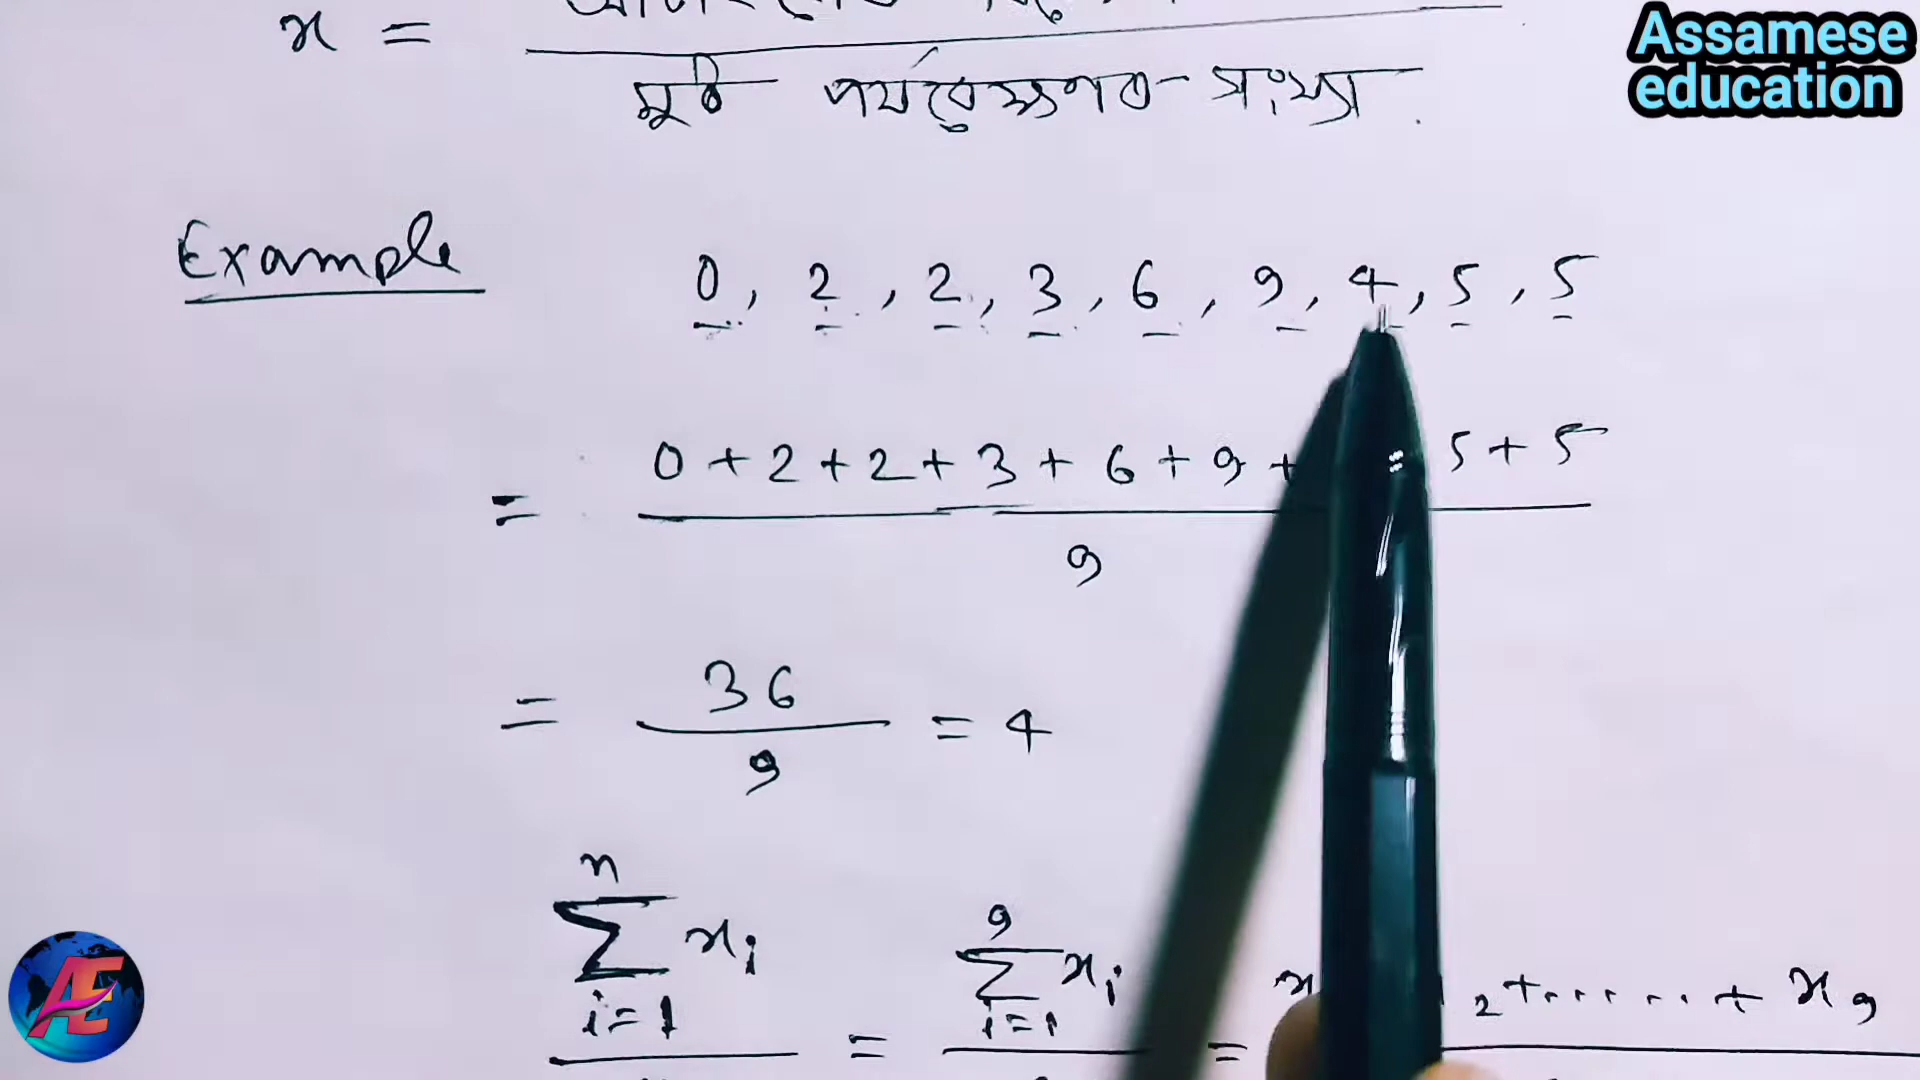 x =
মুঠ পৰ্যবেক্ষণৰ সংখ্যা
Assamese
education
Example
0, 2, 2, 3, 6, 9, 4, 5, 5
= 0 + 2 + 2 + 3 + 6 + 9 + 5 + 5
9
= 36 / 9 = 4
n
∑ xi
i=1
=
9
∑ xi
i=1
= x 2 + ...... + x9
AE